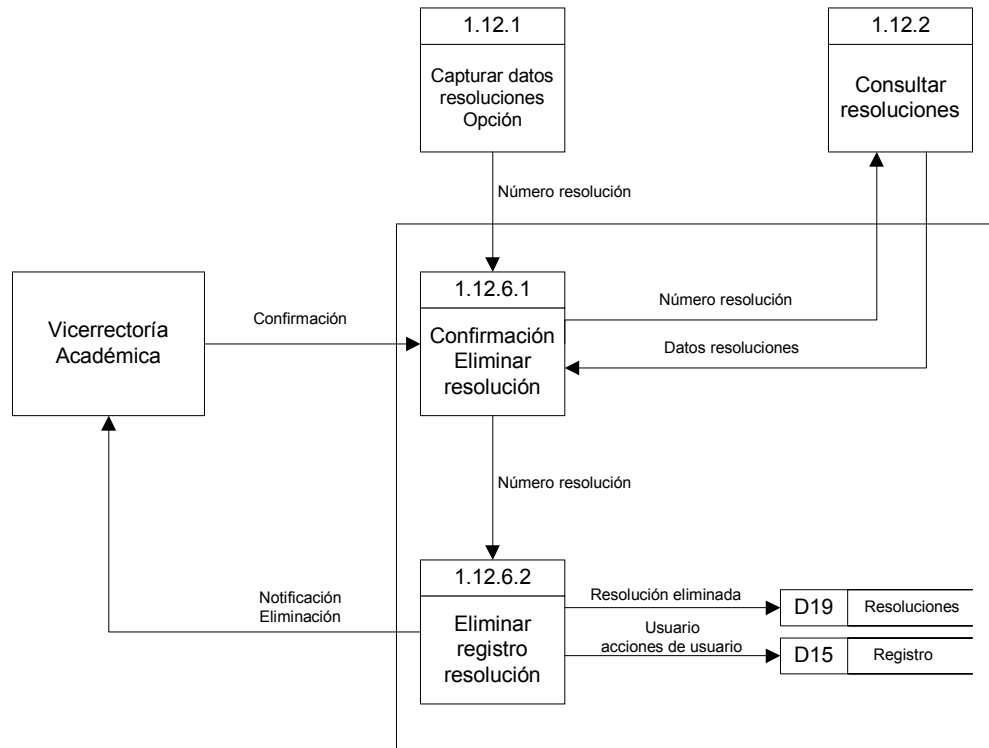 1.12.1
Capturar datos
resoluciones
Opción
1.12.2
Consultar
resoluciones
Número resolución
Vicerrectoría
Académica
Confirmación
1.12.6.1
Confirmación
Eliminar
resolución
Número resolución
Datos resoluciones
Número resolución
Notificación
Eliminación
1.12.6.2
Eliminar
registro
resolución
Resolución eliminada
Usuario
acciones de usuario
D19
Resoluciones
D15
Registro